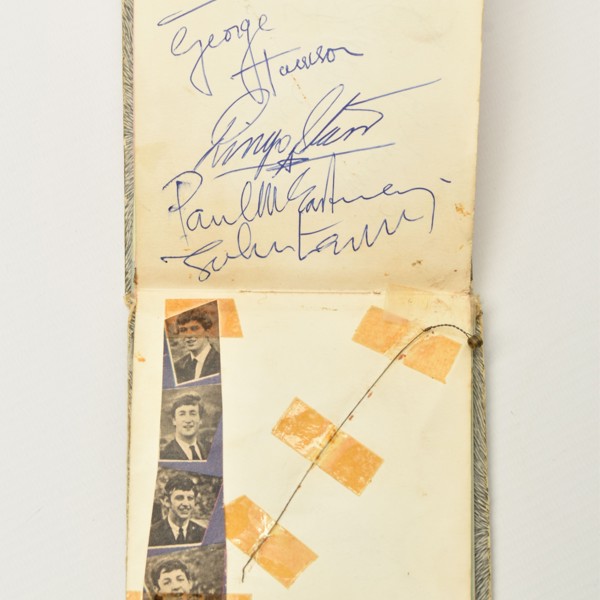 George
Harrison
Ringo Starr
Paul McCartney
John Lennon